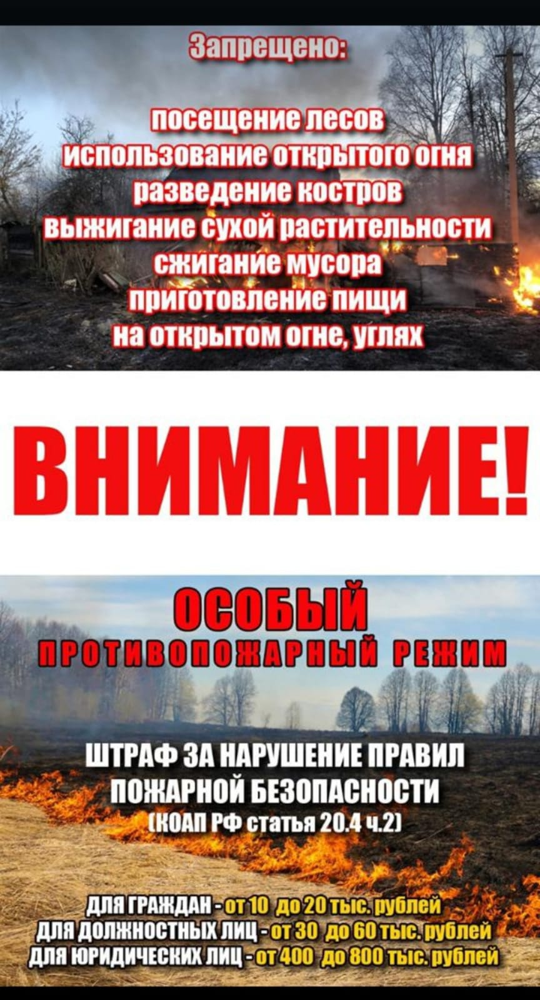 Запрещено:
посещение лесов
использование открытого огня
разведение костров
выжигание сухой растительности
сжигание мусора
приготовление пищи
на открытом огне, углях
ВНИМАНИЕ!
ОСОБЫЙ
ПРОТИВОПОЖАРНЫЙ РЕЖИМ
ШТРАФ ЗА НАРУШЕНИЕ ПРАВИЛ
ПОЖАРНОЙ БЕЗОПАСНОСТИ
(КОАП РФ статья 20.4 ч.2)
ДЛЯ ГРАЖДАН - от 10 до 20 тыс. рублей
ДЛЯ ДОЛЖНОСТНЫХ ЛИЦ - от 30 до 60 тыс. рублей
ДЛЯ ЮРИДИЧЕСКИХ ЛИЦ - от 400 до 800 тыс. рублей